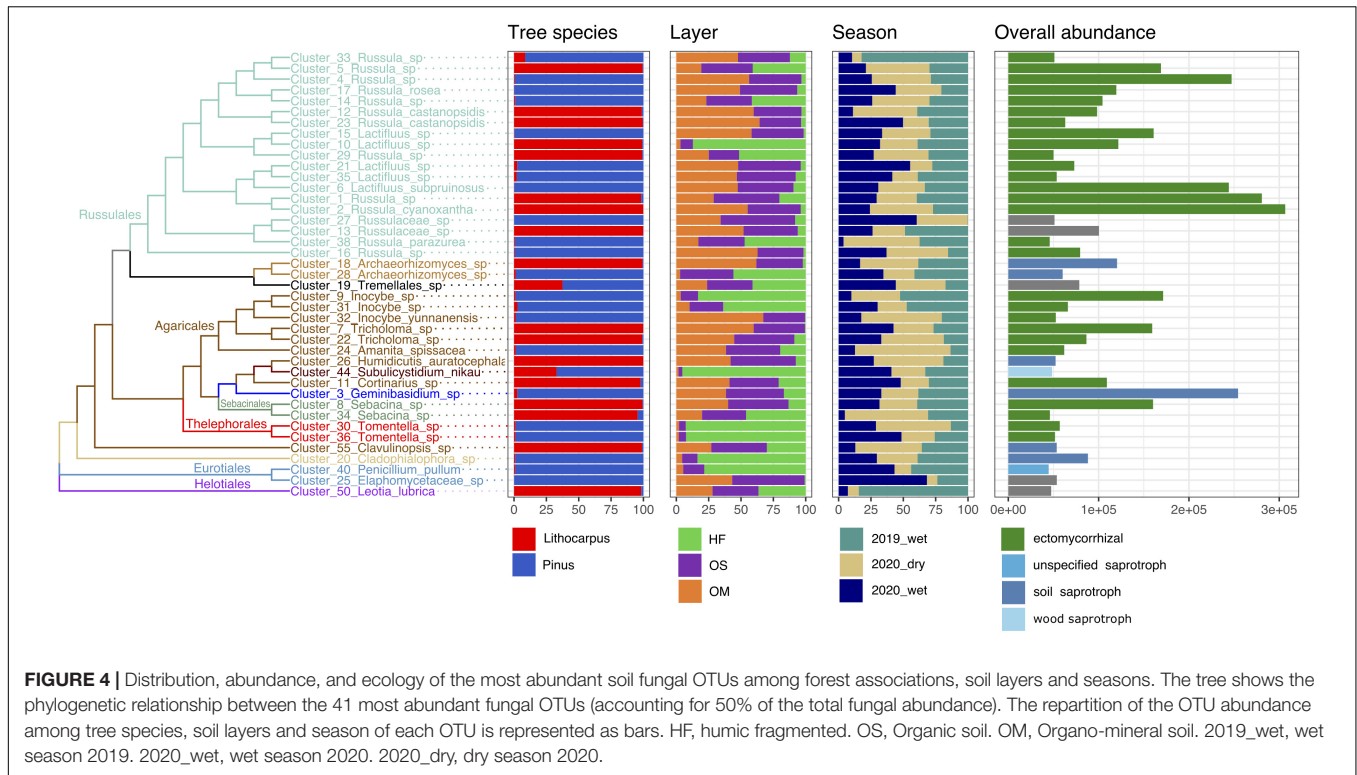 Tree species
Layer
Season
Overall abundance
Cluster_33_Russula_sp
Cluster_5_Russula_sp
Cluster_4_Russula_sp
Cluster_17_Russula_rosea
Cluster_14_Russula_sp
Cluster_12_Russula_castanopsidis
Cluster_23_Russula_castanopsidis
Cluster_15_Lactifluus_sp
Cluster_10_Lactifluus_sp
Cluster_29_Russula_sp
Cluster_21_Lactifluus_sp
Cluster_35_Lactifluus_sp
Cluster_6_Lactifluus_subpruinosus
Cluster_1_Russula_sp
Cluster_2_Russula_cyanoxantha
Russulales
Cluster_27_Russulaceae_sp
Cluster_13_Russulaceae_sp
Cluster_38_Russula_parazurea
Cluster_16_Russula_sp
Cluster_18_Archaeorhizomyces_sp
Cluster_28_Archaeorhizomyces_sp
Cluster_19_Tremellales_sp
Cluster_9_Inocybe_sp
Cluster_31_Inocybe_sp
Cluster_32_Inocybe_yunnanensis
Agaricales
Cluster_7_Tricholoma_sp
Cluster_22_Tricholoma_sp
Cluster_24_Amanita_spissacea
Cluster_26_Humidicutis_auratocephala
Cluster_44_Subulicystidium_nikau
Cluster_11_Cortinarius_sp
Cluster_3_Geminibasidium_sp
Sebacinales
Cluster_8_Sebacina_sp
Cluster_34_Sebacina_sp
Thelephorales
Cluster_30_Tomentella_sp
Cluster_36_Tomentella_sp
Cluster_55_Clavulinopsis_sp
Cluster_20_Cladophialophora_sp
Eurotiales
Cluster_40_Penicillium_pullum
Cluster_25_Elaphomycetaceae_sp
Helotiales
Cluster_50_Leotia_lubrica
0 25 50 75 100
0 25 50 75 100
0 25 50 75 100
0e+00 1e+05 2e+05 3e+05
Lithocarpus
Pinus
HF
OS
OM
2019_wet
2020_dry
2020_wet
ectomycorrhizal
unspecified saprotroph
soil saprotroph
wood saprotroph
FIGURE 4 | Distribution, abundance, and ecology of the most abundant soil fungal OTUs among forest associations, soil layers and seasons. The tree shows the
phylogenetic relationship between the 41 most abundant fungal OTUs (accounting for 50% of the total fungal abundance). The repartition of the OTU abundance
among tree species, soil layers and season of each OTU is represented as bars. HF, humic fragmented. OS, Organic soil. OM, Organo-mineral soil. 2019_wet, wet
season 2019. 2020_wet, wet season 2020. 2020_dry, dry season 2020.